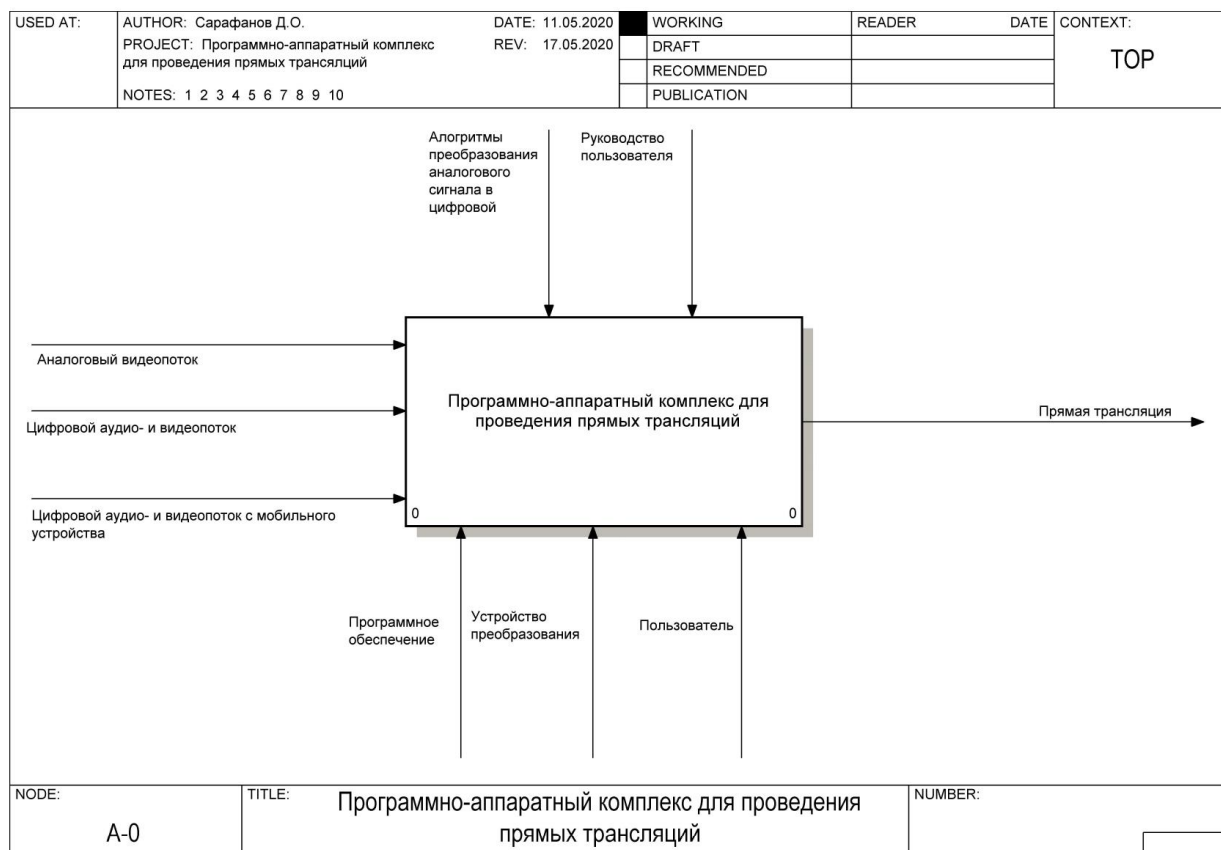 USED AT:
AUTHOR: Сарафанов Д.О.
DATE: 11.05.2020
WORKING
READER
DATE
CONTEXT:
PROJECT: Программно-аппаратный комплекс
REV: 17.05.2020
DRAFT
для проведения прямых трансялций
TOP
RECOMMENDED
NOTES: 1 2 3 4 5 6 7 8 9 10
PUBLICATION
Алогритмы
преобразования
аналогового
сигнала в
цифровой
Руководство
пользователя
Аналоговый видеопоток
Цифровой аудио- и видеопоток
Цифровой аудио- и видеопоток с мобильного
устройства
Программно-аппаратный комплекс для
проведения прямых трансляций
0
0
Прямая трансляция
Программное
обеспечение
Устройство
преобразования
Пользователь
NODE:
A-0
TITLE:
Программно-аппаратный комплекс для проведения
прямых трансляций
NUMBER: